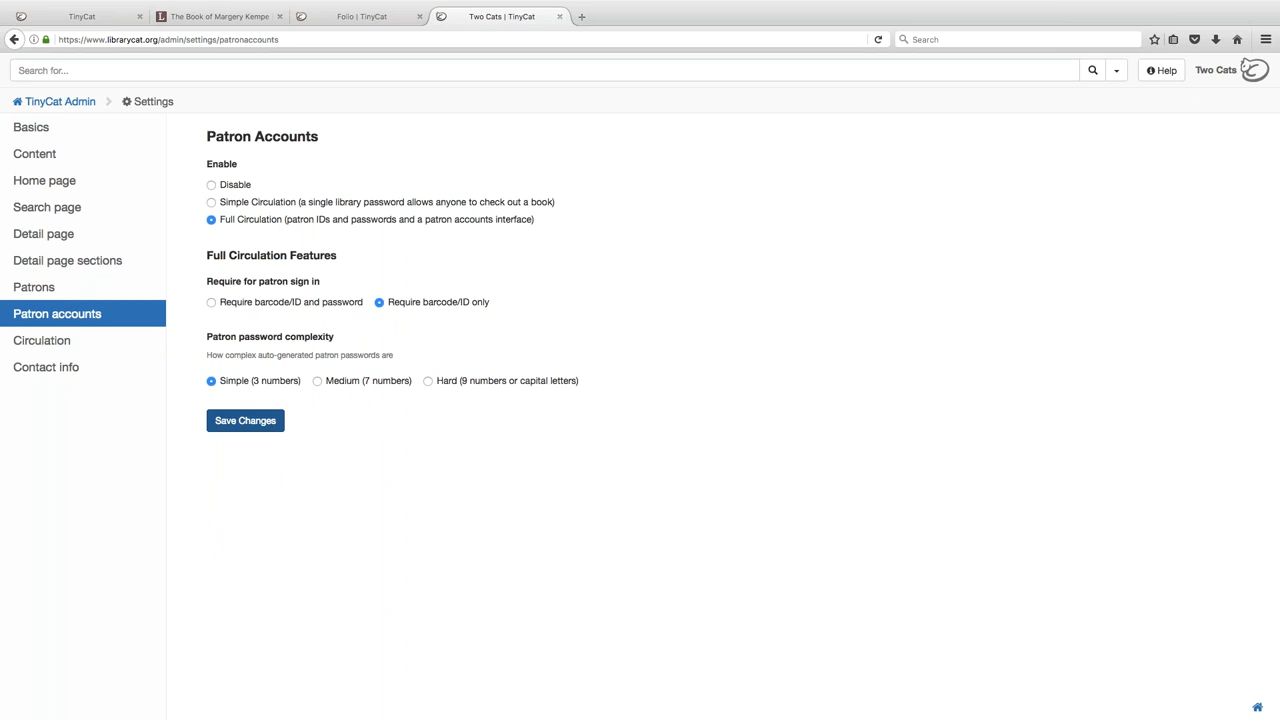 TinyCat
The Book of Margery Kempe
Folio | TinyCat
Two Cats | TinyCat
https://www.librarycat.org/admin/settings/patronaccounts
Search
Search for...
Help
Two Cats
TinyCat Admin
Settings
Basics
Content
Home page
Search page
Detail page
Detail page sections
Patrons
Patron accounts
Circulation
Contact info
Patron Accounts
Enable
Disable
Simple Circulation (a single library password allows anyone to check out a book)
Full Circulation (patron IDs and passwords and a patron accounts interface)
Full Circulation Features
Require for patron sign in
Require barcode/ID and password Require barcode/ID only
Patron password complexity
How complex auto-generated patron passwords are
Simple (3 numbers) Medium (7 numbers) Hard (9 numbers or capital letters)
Save Changes